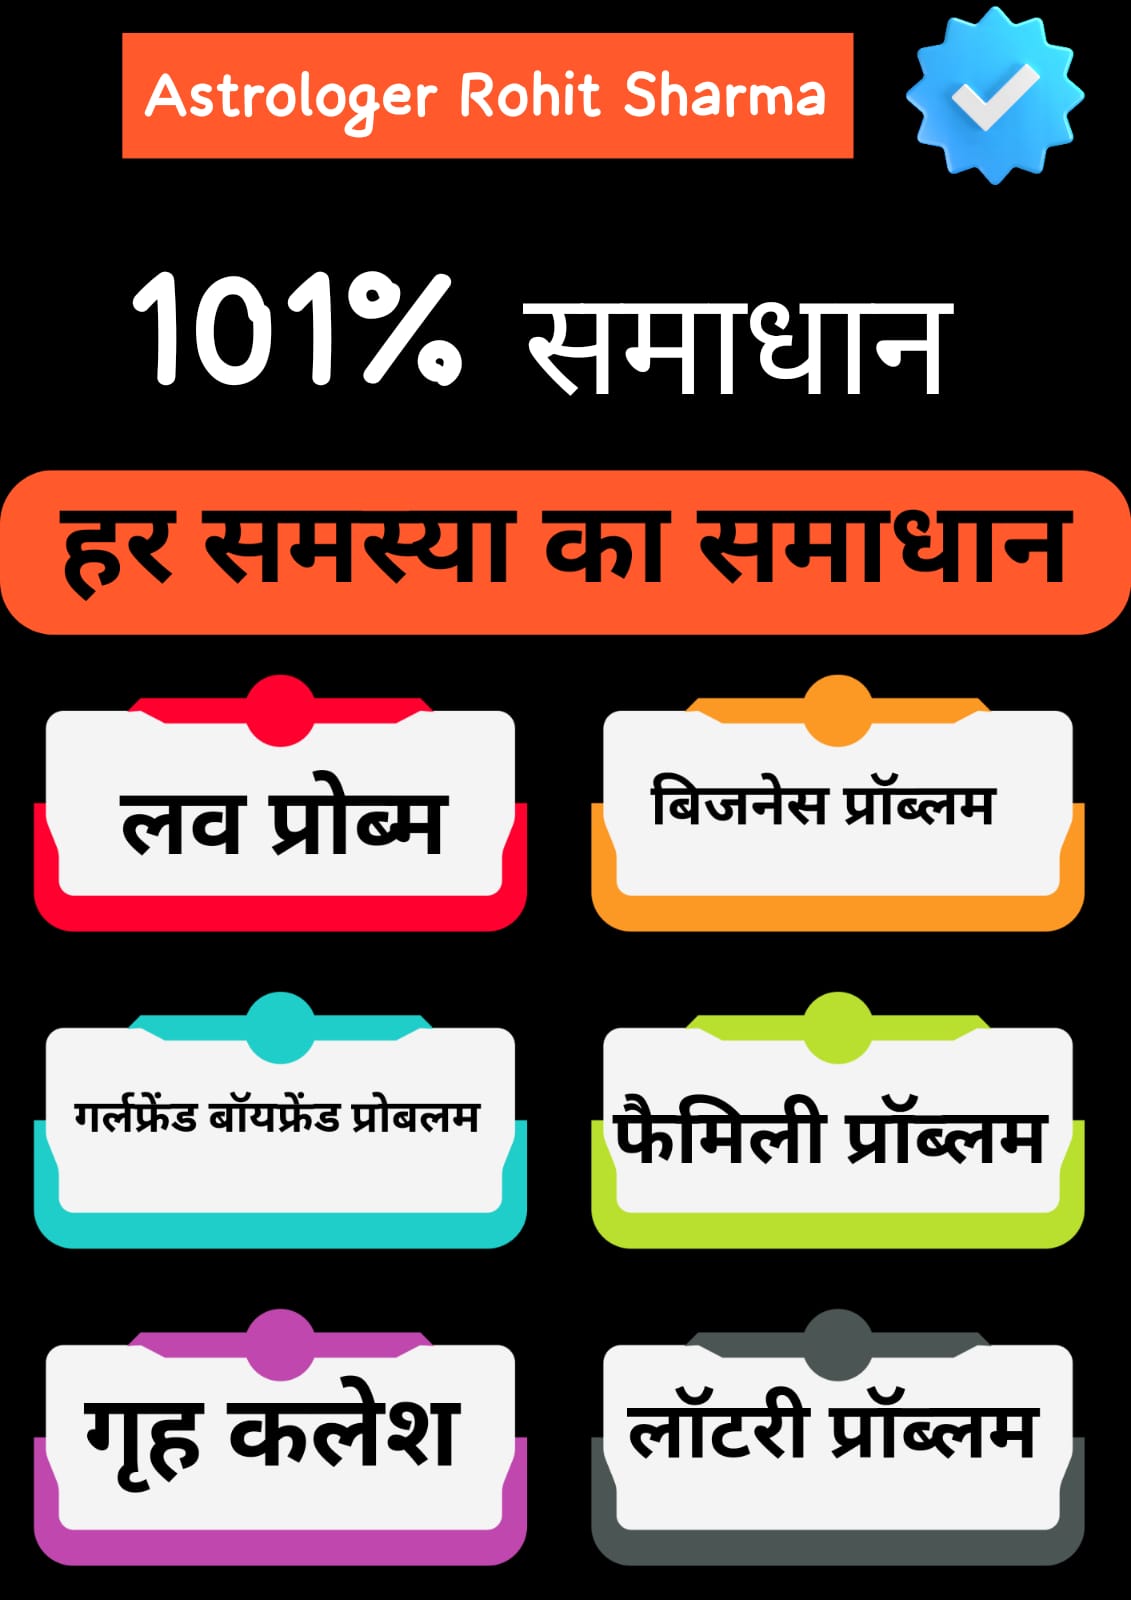 Astrologer Rohit Sharma
101% समाधान
हर समस्या का समाधान
लव प्रोब्म
बिजनेस प्रॉब्लम
गर्लफ्रेंड बॉयफ्रेंड प्रोबलम
फैमिली प्रॉब्लम
गृह कलेश
लॉटरी प्रॉब्लम